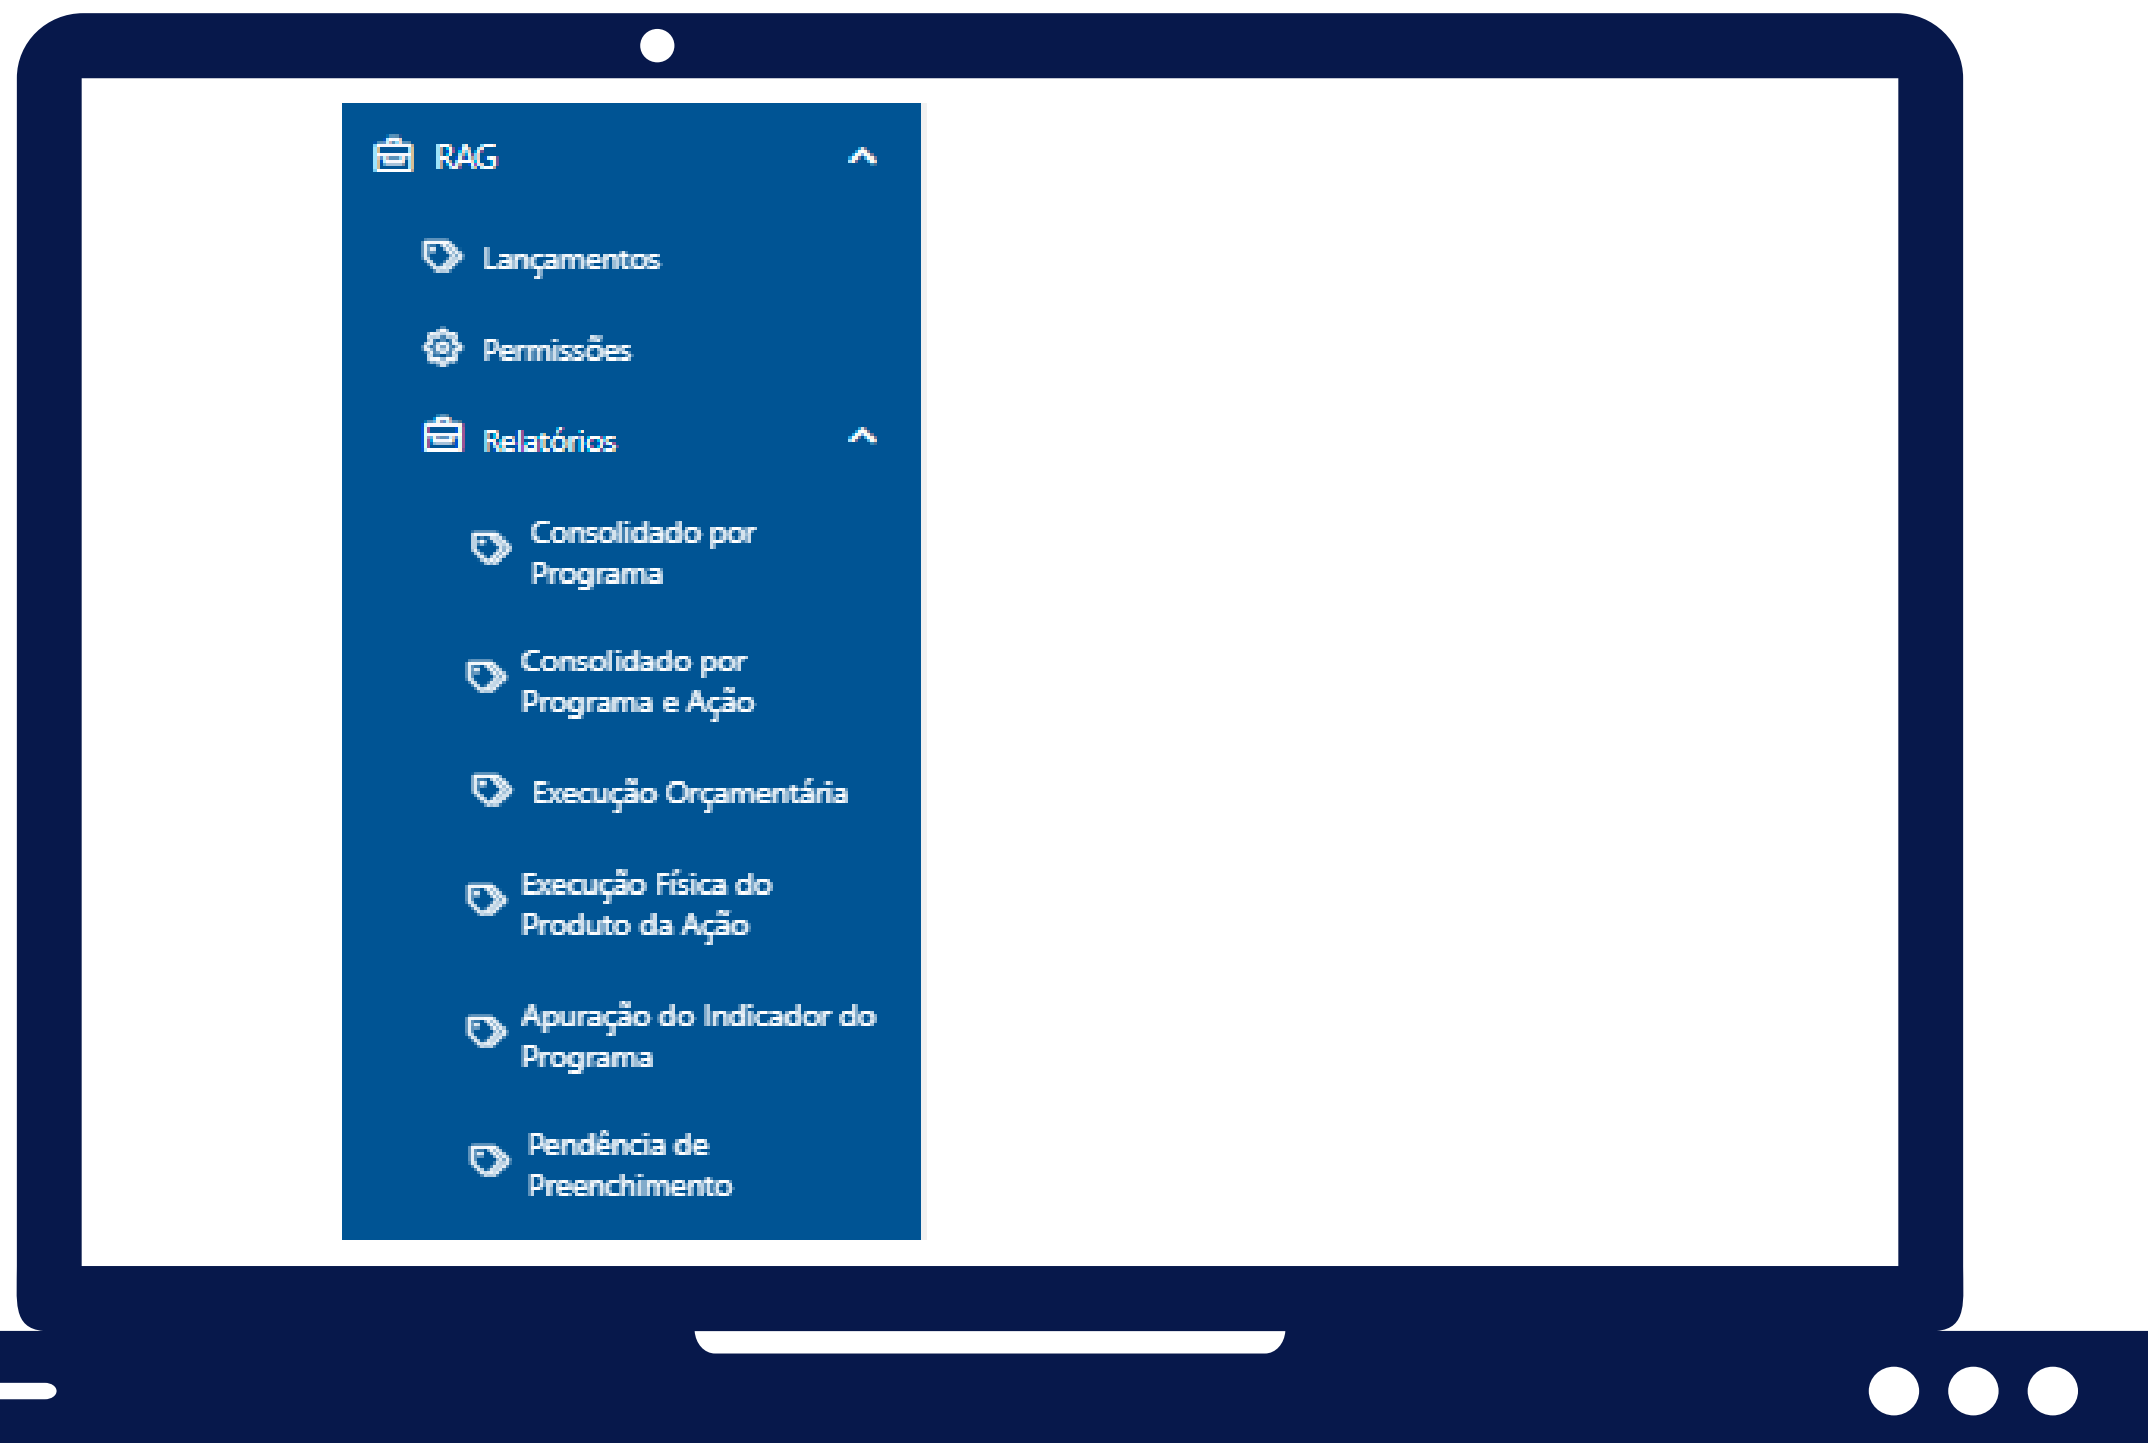 RAG
Lançamentos
Permissões
Relatórios
Consolidado por
Programa
Consolidado por
Programa e Ação
Execução Orçamentária
Execução Física do
Produto da Ação
Apuração do Indicador do
Programa
Pendência de
Preenchimento